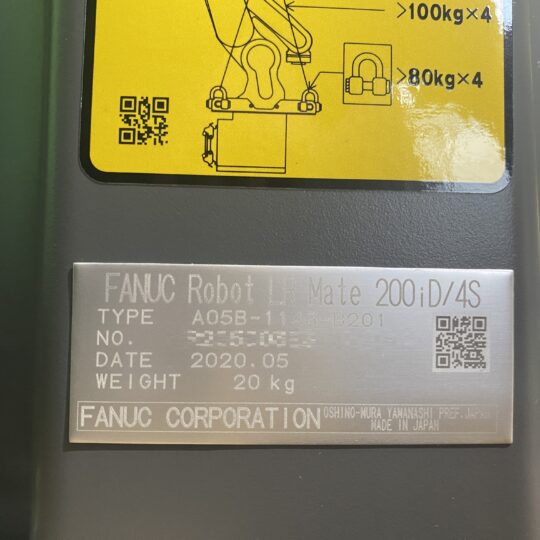 >100kg×4
>80kg×4
FANUC Robot LR Mate 200iD/4S
TYPE
NO.
DATE 2020.05
WEIGHT 20 kg
FANUC CORPORATION
OSHINO-MURA YAMANASHI PREF. JAPAN
MADE IN JAPAN